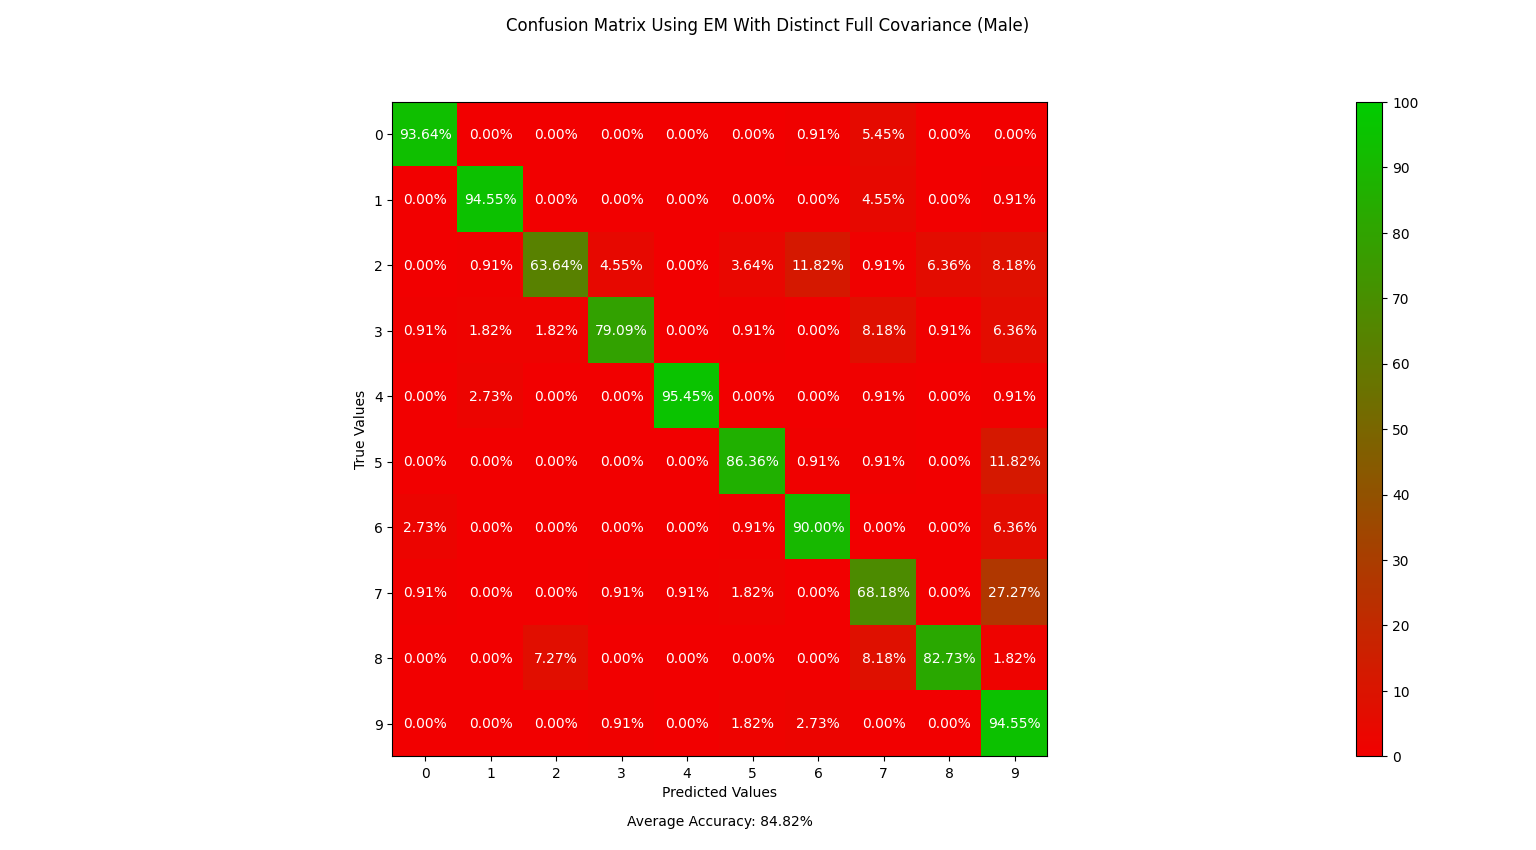 Confusion Matrix Using EM With Distinct Full Covariance (Male)
0 93.64% 0.00% 0.00% 0.00% 0.00% 0.00% 0.91% 5.45% 0.00% 0.00%
1 0.00% 94.55% 0.00% 0.00% 0.00% 0.00% 0.00% 4.55% 0.00% 0.91%
2 0.00% 0.91% 63.64% 4.55% 0.00% 3.64% 11.82% 0.91% 6.36% 8.18%
3 0.91% 1.82% 1.82% 79.09% 0.00% 0.91% 0.00% 8.18% 0.91% 6.36%
4 0.00% 2.73% 0.00% 0.00% 95.45% 0.00% 0.00% 0.91% 0.00% 0.91%
5 0.00% 0.00% 0.00% 0.00% 0.00% 86.36% 0.91% 0.91% 0.00% 11.82%
6 2.73% 0.00% 0.00% 0.00% 0.00% 0.91% 90.00% 0.00% 0.00% 6.36%
7 0.91% 0.00% 0.00% 0.91% 0.91% 1.82% 0.00% 68.18% 0.00% 27.27%
8 0.00% 0.00% 7.27% 0.00% 0.00% 0.00% 0.00% 8.18% 82.73% 1.82%
9 0.00% 0.00% 0.00% 0.91% 0.00% 1.82% 2.73% 0.00% 0.00% 94.55%
0 1 2 3 4 5 6 7 8 9
True Values
Predicted Values
Average Accuracy: 84.82%
100
90
80
70
60
50
40
30
20
10
0